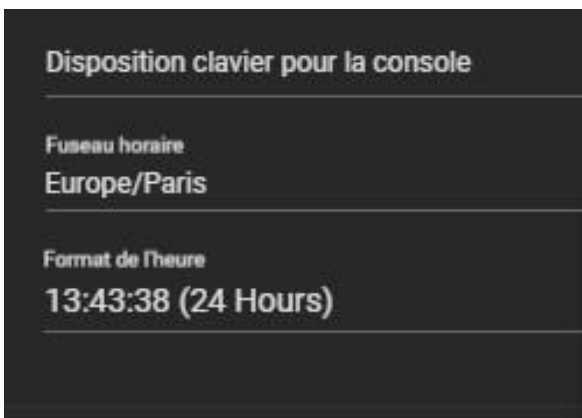 Disposition clavier pour la console
Fuseau horaire
Europe/Paris
Format de l'heure
13:43:38 (24 Hours)